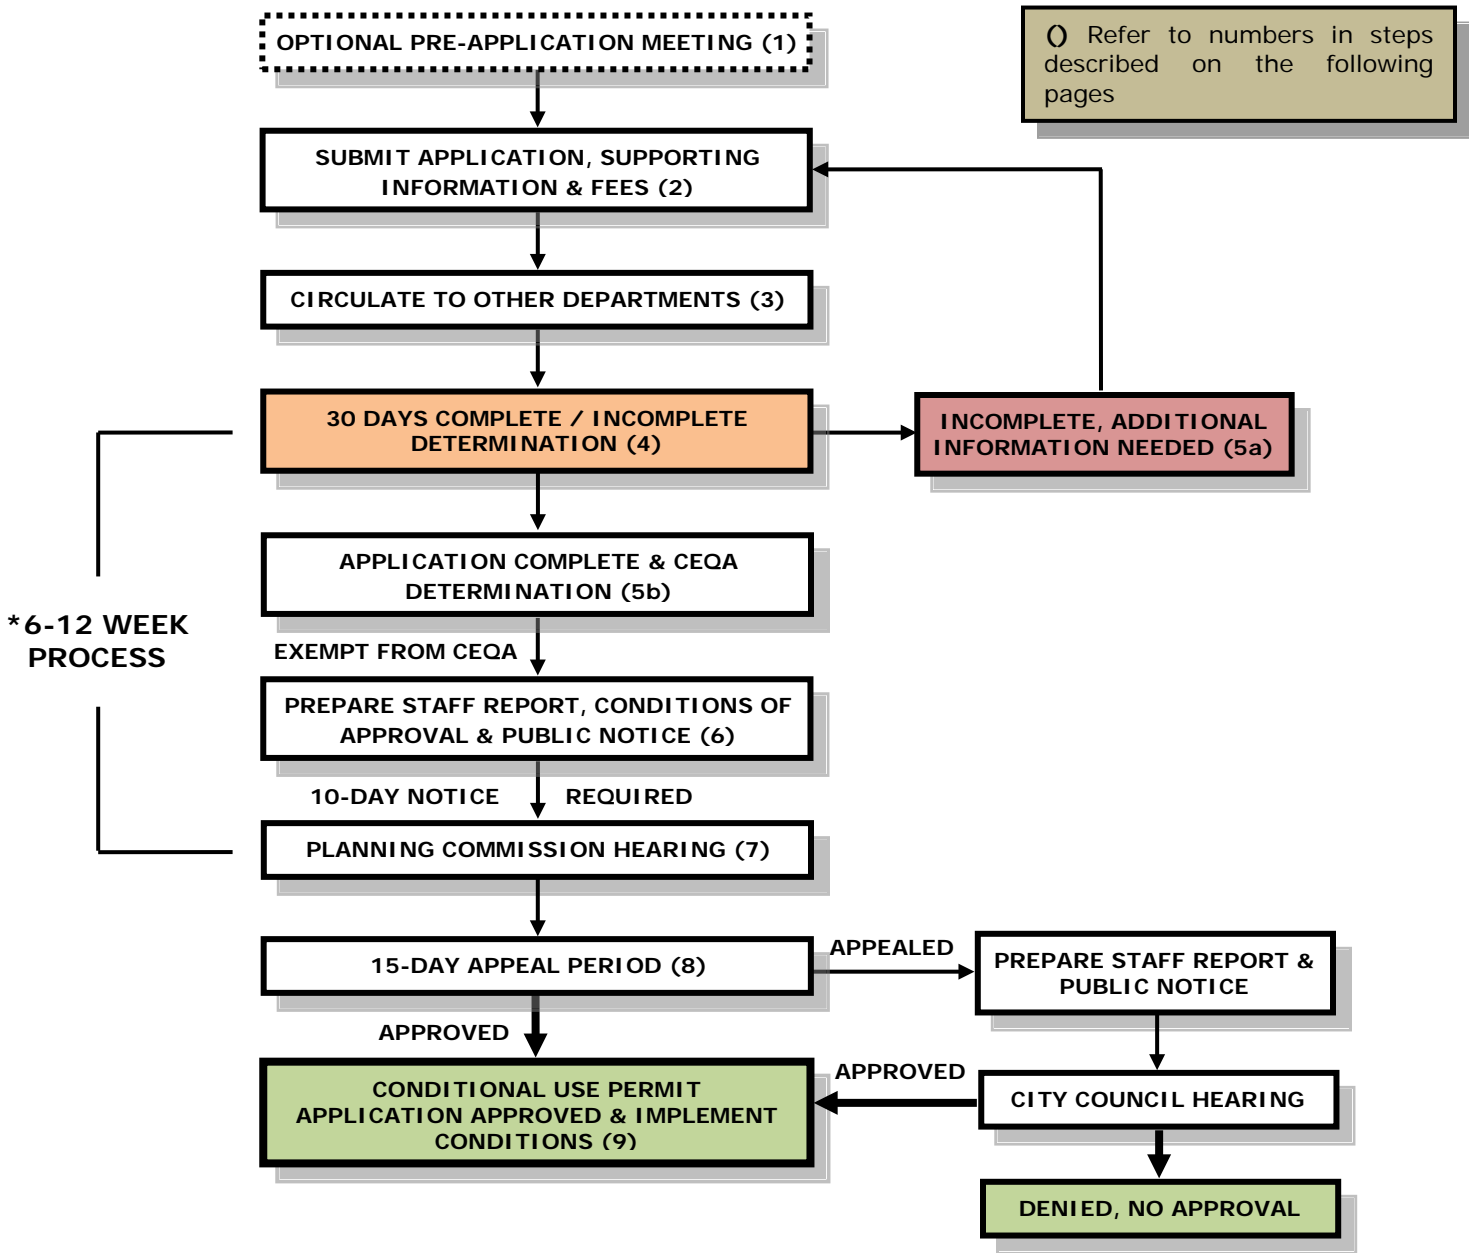 OPTIONAL PRE-APPLICATION MEETING (1)
() Refer to numbers in steps
described on the following
pages
SUBMIT APPLICATION, SUPPORTING
INFORMATION & FEES (2)
CIRCULATE TO OTHER DEPARTMENTS (3)
30 DAYS COMPLETE / INCOMPLETE
DETERMINATION (4)
INCOMPLETE, ADDITIONAL
INFORMATION NEEDED (5a)
APPLICATION COMPLETE & CEQA
DETERMINATION (5b)
*6-12 WEEK
PROCESS
EXEMPT FROM CEQA
PREPARE STAFF REPORT, CONDITIONS OF
APPROVAL & PUBLIC NOTICE (6)
10-DAY NOTICE REQUIRED
PLANNING COMMISSION HEARING (7)
15-DAY APPEAL PERIOD (8)
APPEALED
PREPARE STAFF REPORT &
PUBLIC NOTICE
APPROVED
CONDITIONAL USE PERMIT
APPLICATION APPROVED & IMPLEMENT
CONDITIONS (9)
APPROVED
CITY COUNCIL HEARING
DENIED, NO APPROVAL